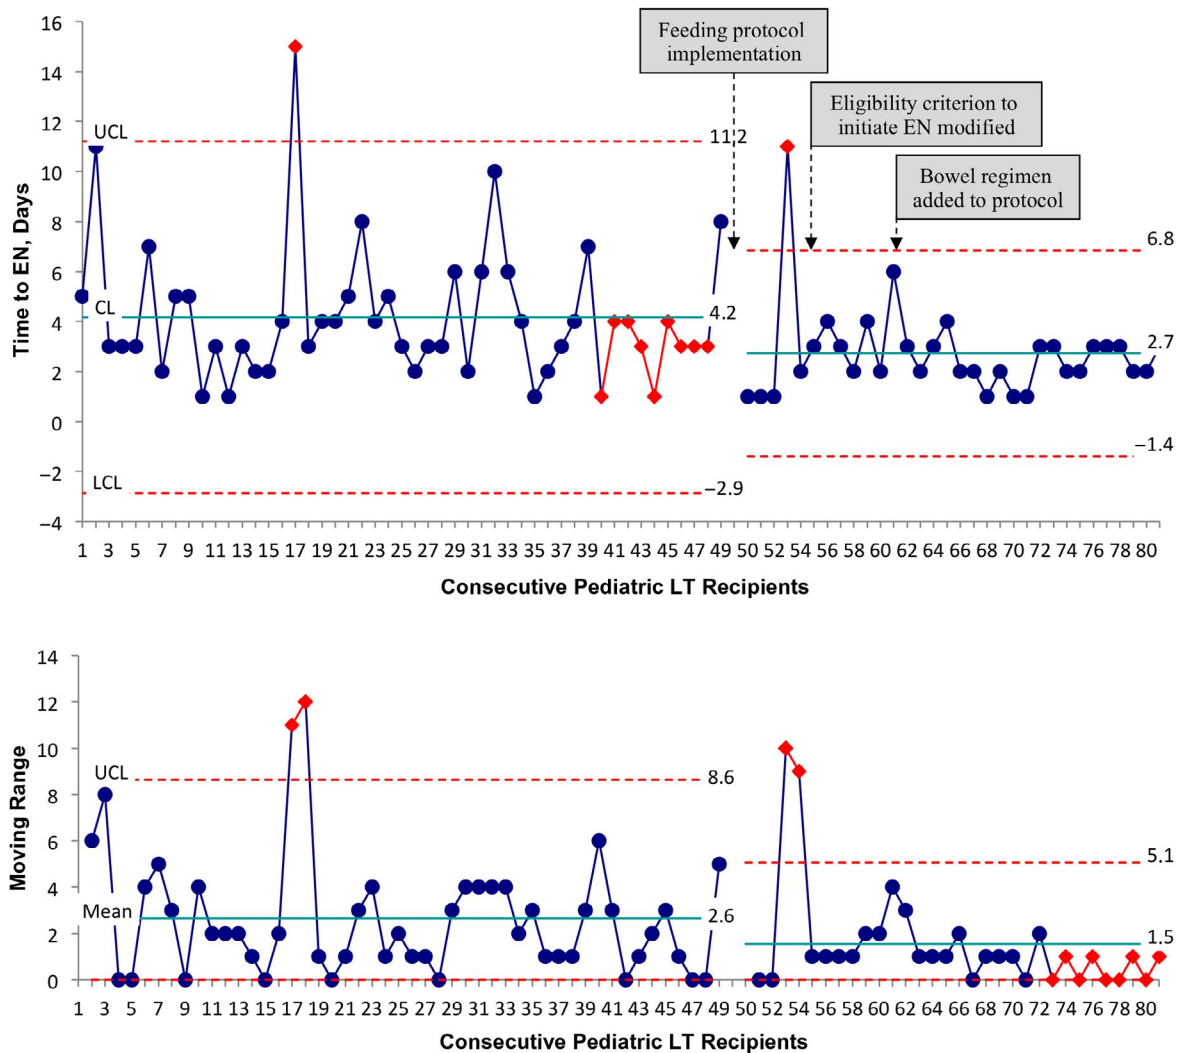 16
14
12
10
8
6
4
2
0
–2
–4
Time to EN, Days
UCL
CL
LCL
11.2
4.2
–2.9
Feeding protocol
implementation
Eligibility criterion to
initiate EN modified
Bowel regimen
added to protocol
6.8
2.7
–1.4
1 3 5 7 9 11 13 15 17 19 21 23 25 27 29 31 33 35 37 39 41 43 45 47 49 50 52 54 56 58 60 62 64 66 68 70 72 74 76 78 80
Consecutive Pediatric LT Recipients
14
12
10
8
6
4
2
0
Moving Range
UCL
Mean
8.6
2.6
5.1
1.5
1 3 5 7 9 11 13 15 17 19 21 23 25 27 29 31 33 35 37 39 41 43 45 47 49 50 52 54 56 58 60 62 64 66 68 70 72 74 76 78 80
Consecutive Pediatric LT Recipients